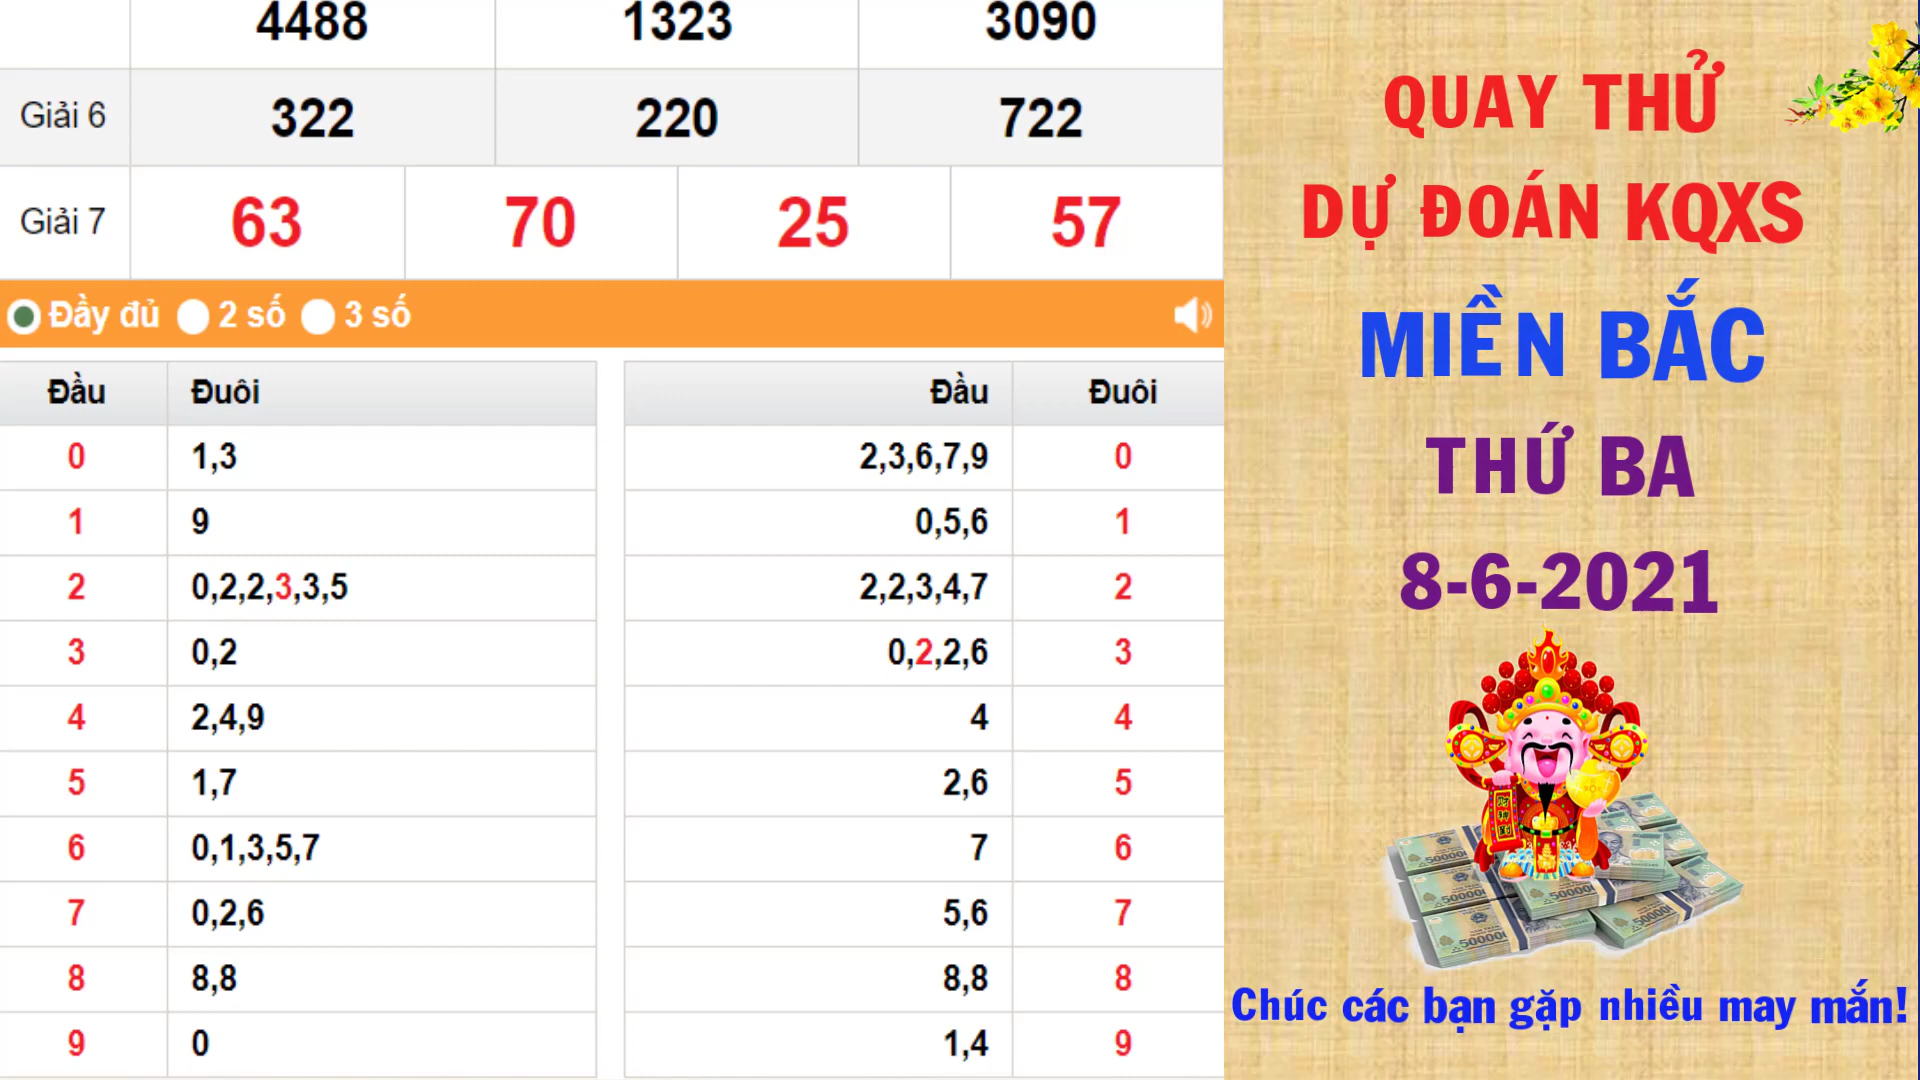 4488 1323 3090
Giải 6 322 220 722
Giải 7 63 70 25 57
Đầy đủ 2 số 3 số
Đầu Đuôi Đầu Đuôi
0 1,3 2,3,6,7,9 0
1 9 0,5,6 1
2 0,2,2,3,3,5 2,2,3,4,7 2
3 0,2 0,2,2,6 3
4 2,4,9 4 4
5 1,7 2,6 5
6 0,1,3,5,7 7 6
7 0,2,6 5,6 7
8 8,8 8,8 8
9 0 1,4 9
QUAY THỬ
DỰ ĐOÁN KQXS
MIỀN BẮC
THỨ BA
8-6-2021
Chúc các bạn gặp nhiều may mắn!